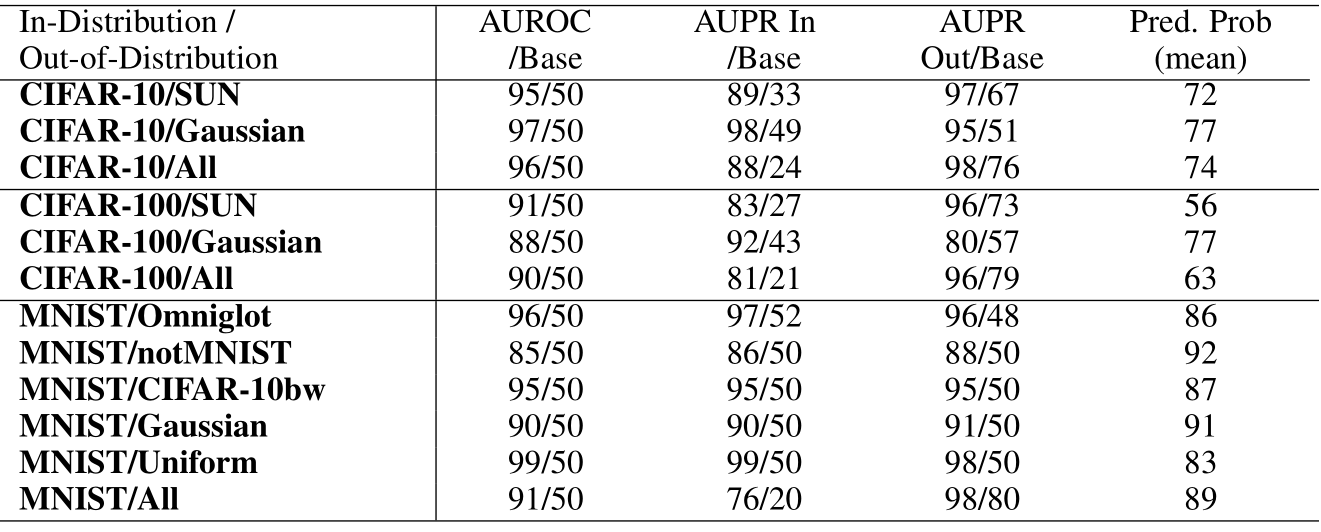 In-Distribution / AUROC AUPR In AUPR Pred. Prob
Out-of-Distribution /Base /Base Out/Base (mean)
CIFAR-10/SUN 95/50 89/33 97/67 72
CIFAR-10/Gaussian 97/50 98/49 95/51 77
CIFAR-10/All 96/50 88/24 98/76 74
CIFAR-100/SUN 91/50 83/27 96/73 56
CIFAR-100/Gaussian 88/50 92/43 80/57 77
CIFAR-100/All 90/50 81/21 96/79 63
MNIST/Omniglot 96/50 97/52 96/48 86
MNIST/notMNIST 85/50 86/50 88/50 92
MNIST/CIFAR-10bw 95/50 95/50 95/50 87
MNIST/Gaussian 90/50 90/50 91/50 91
MNIST/Uniform 99/50 99/50 98/50 83
MNIST/All 91/50 76/20 98/80 89